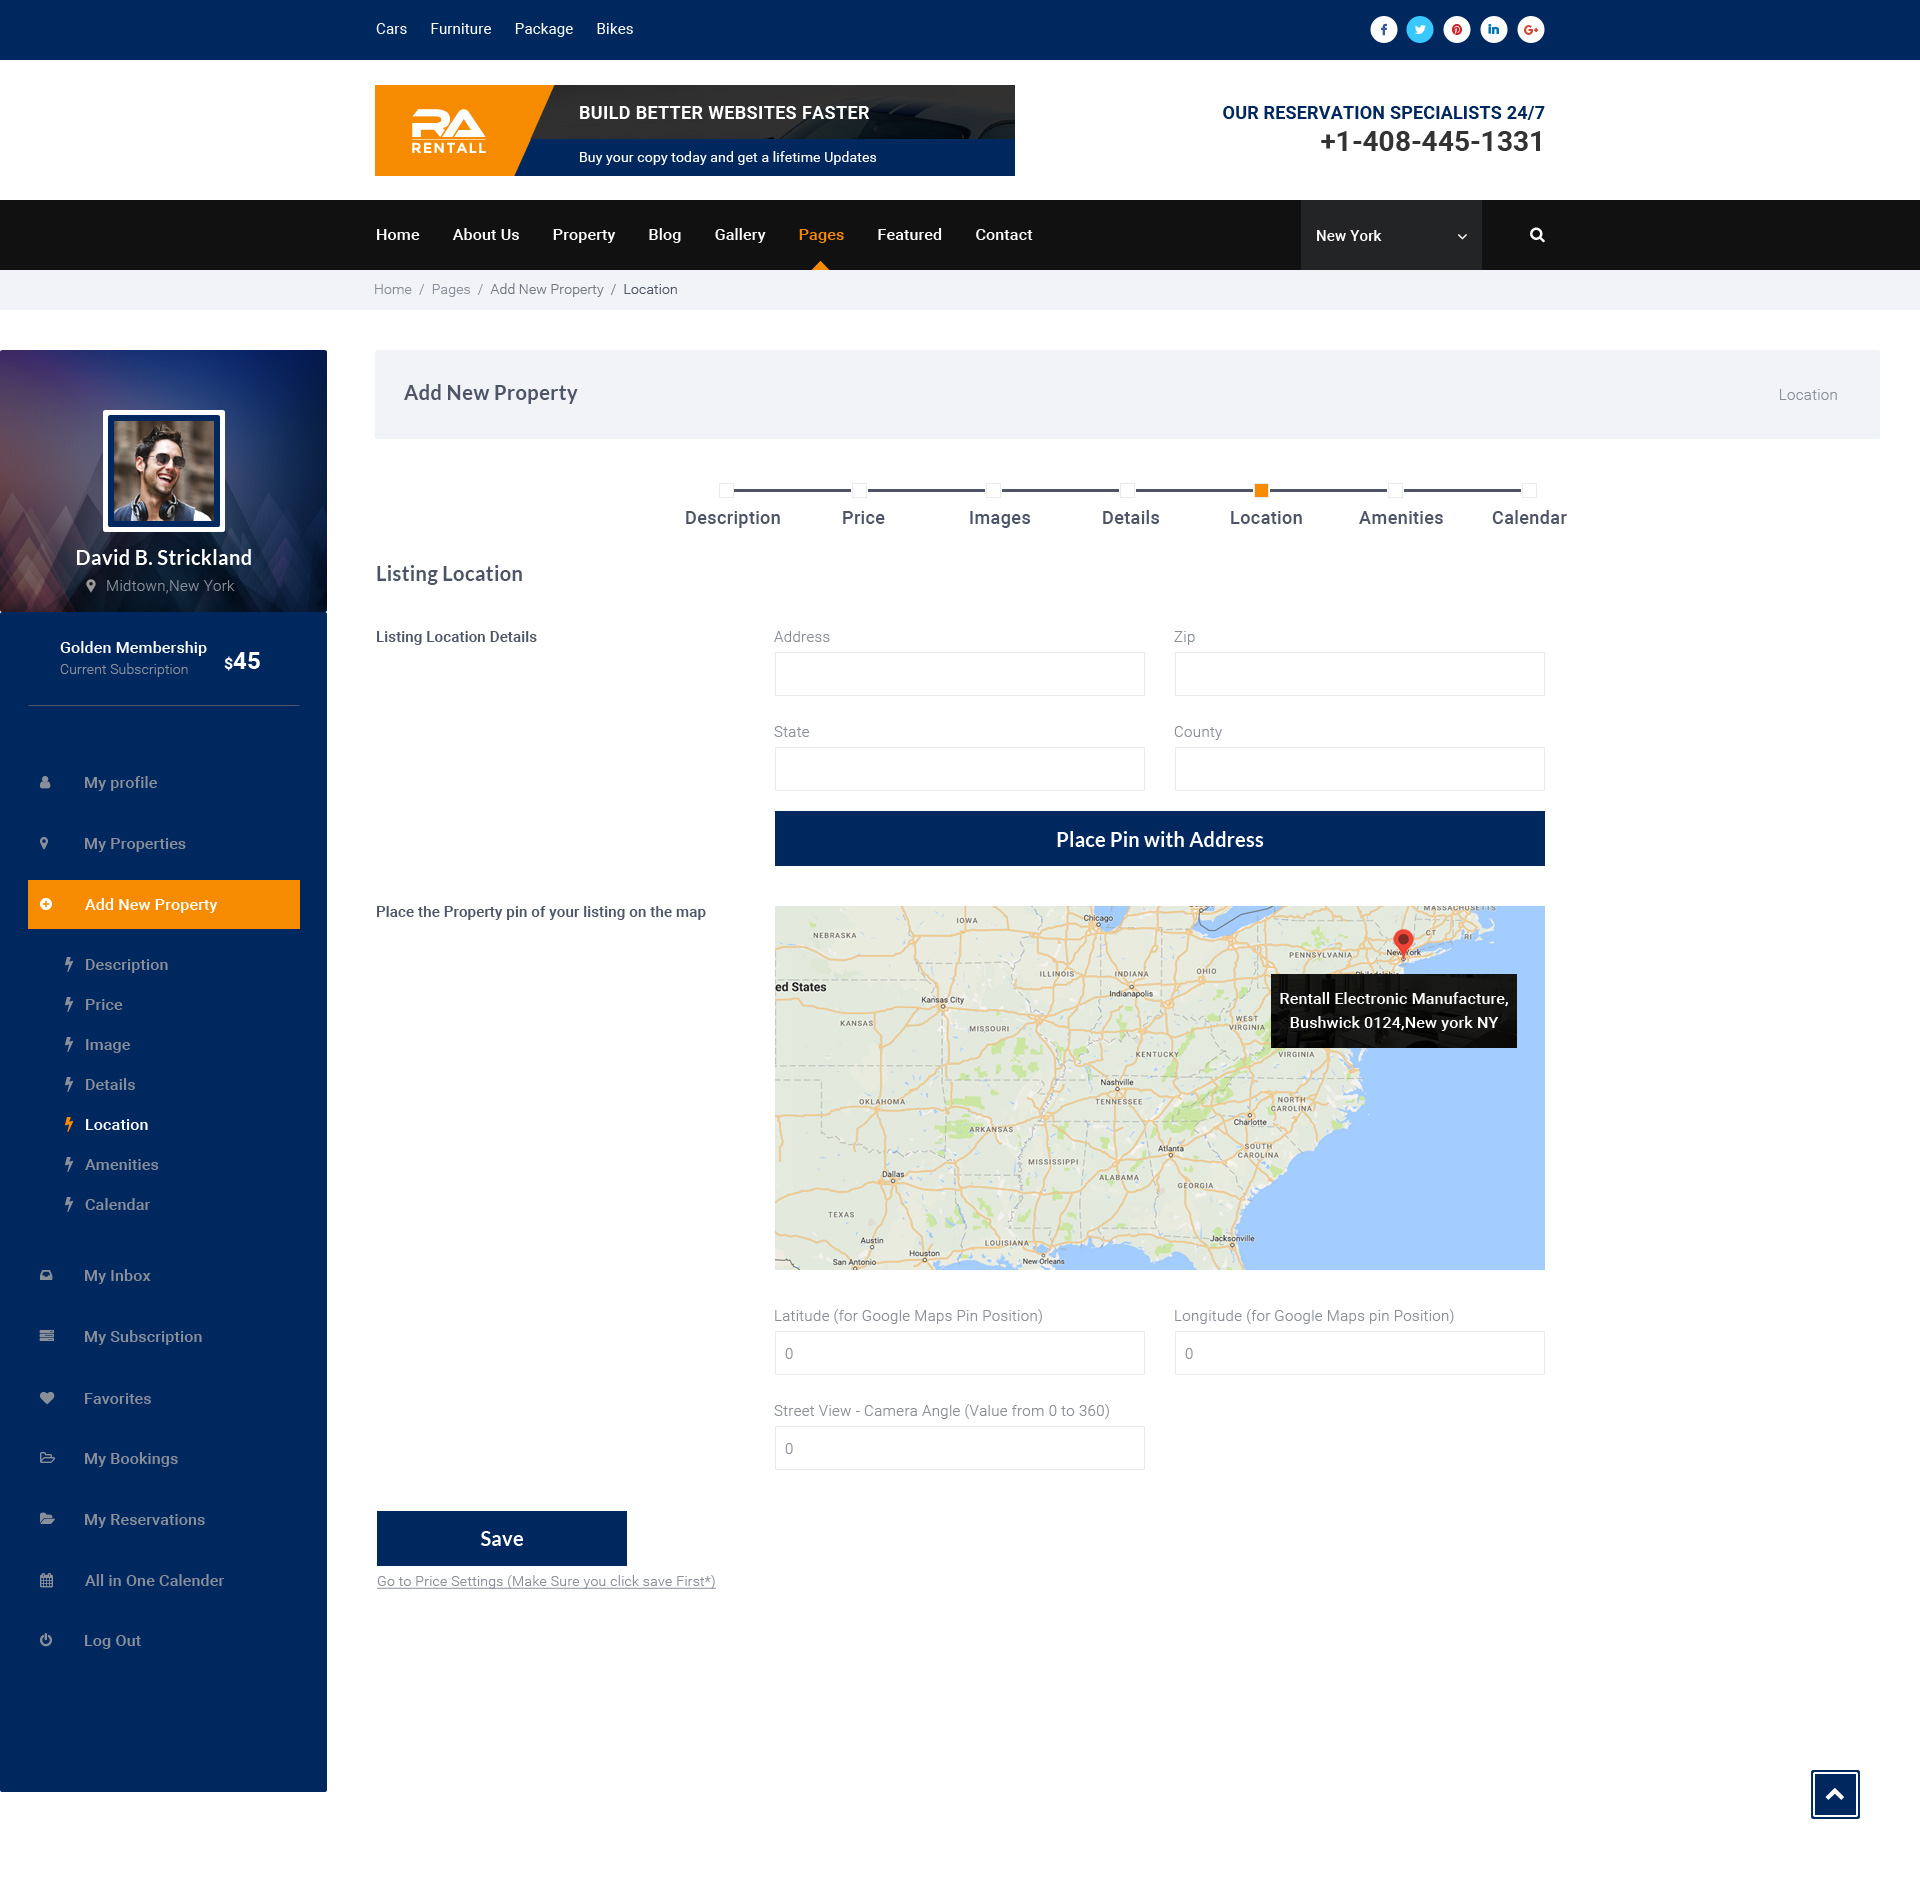 Cars Furniture Package Bikes
RA
RENTALL
BUILD BETTER WEBSITES FASTER
Buy your copy today and get a lifetime Updates
OUR RESERVATION SPECIALISTS 24/7
+1-408-445-1331
Home About Us Property Blog Gallery Pages Featured Contact
New York
Home / Pages / Add New Property / Location
David B. Strickland
Midtown,New York
Golden Membership
Current Subscription
$45
My profile
My Properties
Add New Property
Description
Price
Image
Details
Location
Amenities
Calendar
My Inbox
My Subscription
Favorites
My Bookings
My Reservations
All in One Calender
Log Out
Add New Property
Location
Description Price Images Details Location Amenities Calendar
Listing Location
Listing Location Details
Address
Zip
State
County
Place Pin with Address
Place the Property pin of your listing on the map
MASSACHUSETTS
IOWA
Chicago
NEBRASKA
CT
RI
PENNSYLVANIA
New York
ILLINOIS
INDIANA
OHIO
ed States
Kansas City
Indianapolis
Rentall Electronic Manufacture,
Bushwick 0124,New york NY
KANSAS
MISSOURI
WEST
VIRGINIA
KENTUCKY
VIRGINIA
Nashville
TENNESSEE
OKLAHOMA
NORTH
CAROLINA
ARKANSAS
Charlotte
Atlanta
SOUTH
CAROLINA
MISSISSIPPI
Dallas
ALABAMA
GEORGIA
TEXAS
Austin
LOUISIANA
Jacksonville
Houston
San Antonio
New Orleans
Latitude (for Google Maps Pin Position)
0
Longitude (for Google Maps pin Position)
0
Street View - Camera Angle (Value from 0 to 360)
0
Save
Go to Price Settings (Make Sure you click save First*)